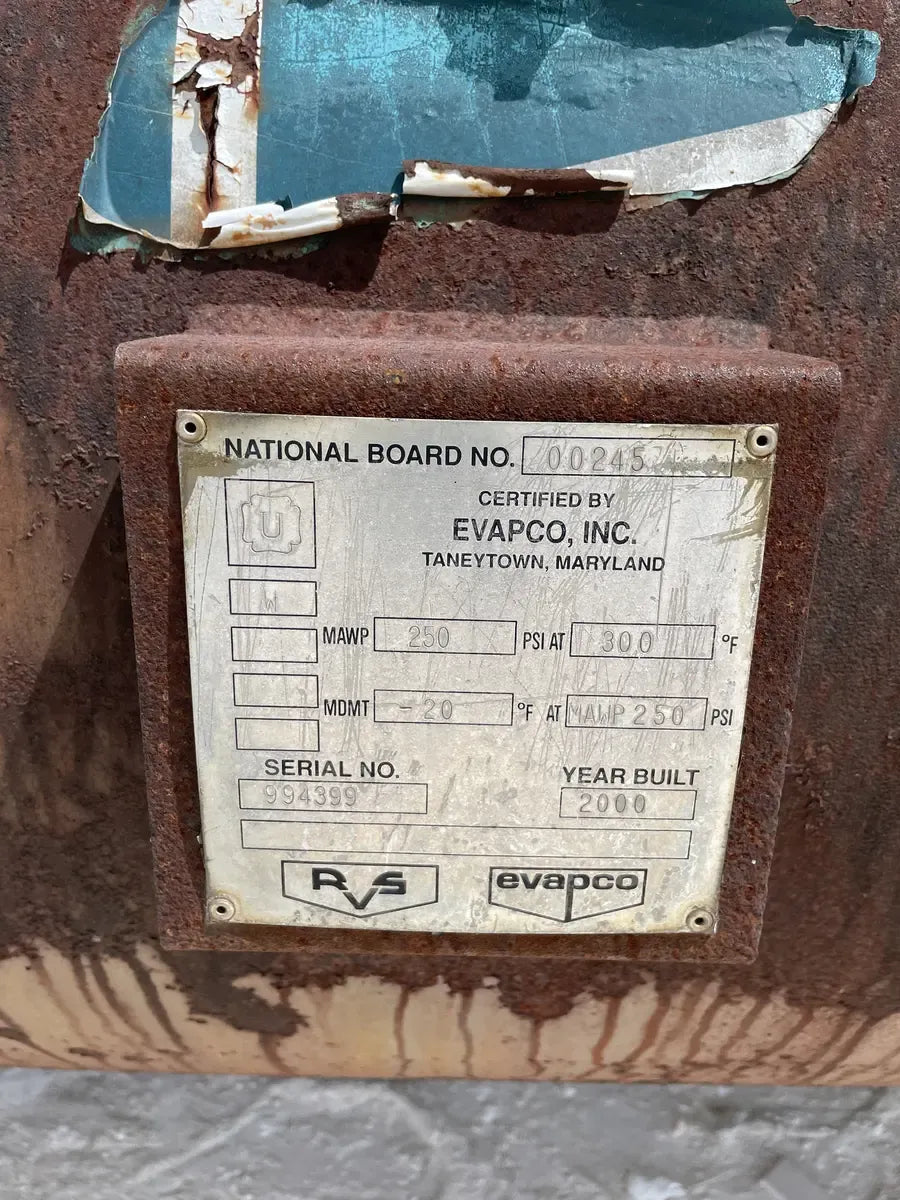 NATIONAL BOARD NO. 00245
U
CERTIFIED BY
EVAPCO, INC.
TANEYTOWN, MARYLAND
W
MAWP 250 PSI AT 300 °F
MDMT -20 °F AT MAWP 250 PSI
SERIAL NO. YEAR BUILT
994399 2000
RVS evapco